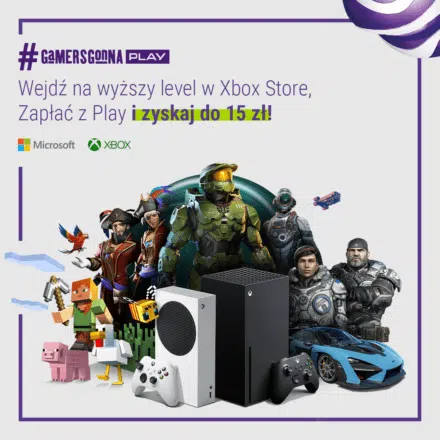 #GAMERSGONNA PLAY
Wejdź na wyższy level w Xbox Store,
Zapłać z Play i zyskaj do 15 zł!
Microsoft XBOX